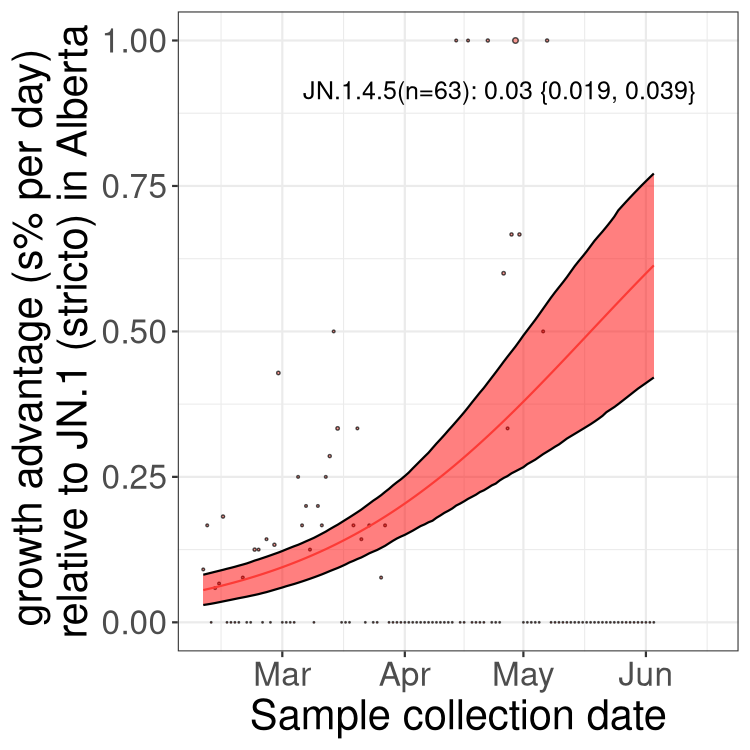 growth advantage (s% per day)
relative to JN.1 (stricto) in Alberta
1.00
0.75
0.50
0.25
0.00
JN.1.4.5(n=63): 0.03 {0.019, 0.039}
Mar Apr May Jun
Sample collection date